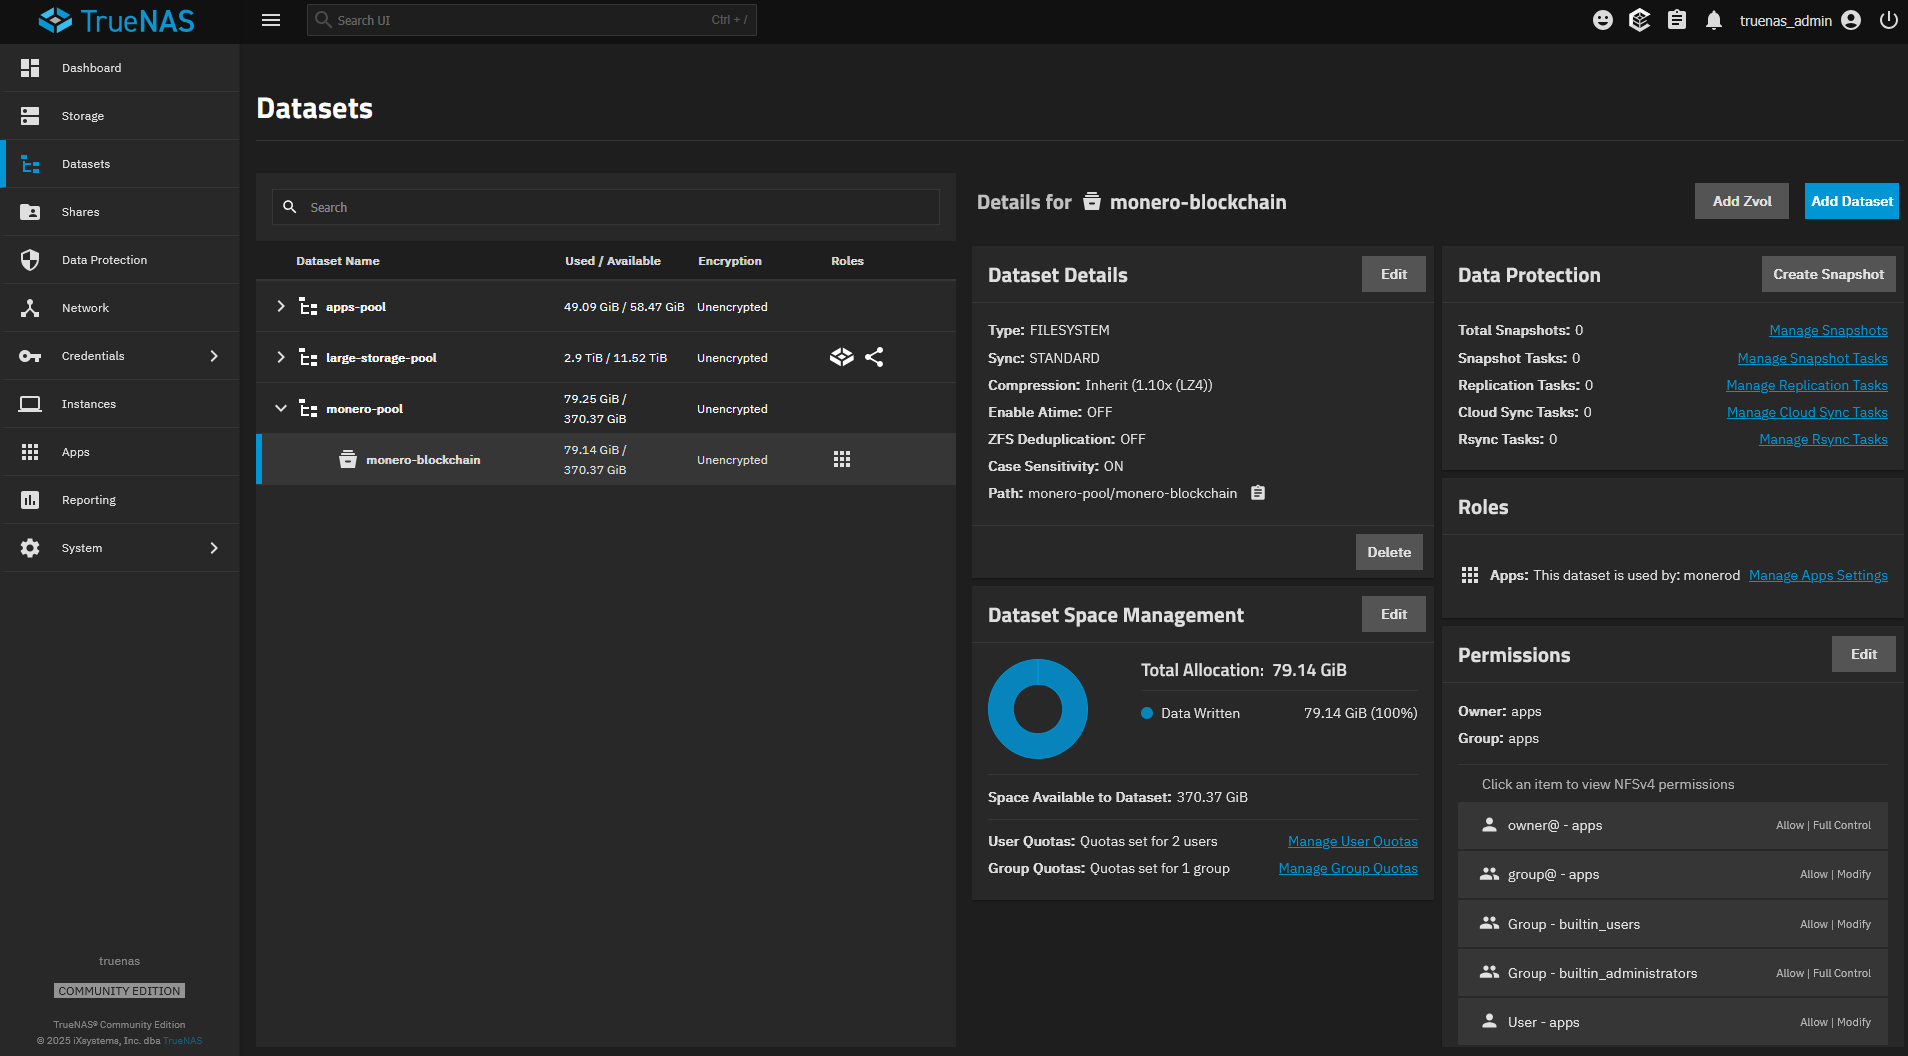 TrueNAS
Search UI
Ctrl + /
truenas_admin
Dashboard
Storage
Datasets
Shares
Data Protection
Network
Credentials
Instances
Apps
Reporting
System
truenas
COMMUNITY EDITION
TrueNAS® Community Edition
© 2025 iXsystems, Inc. dba TrueNAS
Datasets
Search
Dataset Name Used / Available Encryption Roles
apps-pool 49.09 GiB / 58.47 GiB Unencrypted
large-storage-pool 2.9 TiB / 11.52 TiB Unencrypted
monero-pool 79.25 GiB / 370.37 GiB Unencrypted
monero-blockchain 79.14 GiB / 370.37 GiB Unencrypted
Details for monero-blockchain
Add Zvol
Add Dataset
Dataset Details
Edit
Type: FILESYSTEM
Sync: STANDARD
Compression: Inherit (1.10x (LZ4))
Enable Atime: OFF
ZFS Deduplication: OFF
Case Sensitivity: ON
Path: monero-pool/monero-blockchain
Delete
Dataset Space Management
Edit
Total Allocation: 79.14 GiB
Data Written 79.14 GiB (100%)
Space Available to Dataset: 370.37 GiB
User Quotas: Quotas set for 2 users Manage User Quotas
Group Quotas: Quotas set for 1 group Manage Group Quotas
Data Protection
Create Snapshot
Total Snapshots: 0 Manage Snapshots
Snapshot Tasks: 0 Manage Snapshot Tasks
Replication Tasks: 0 Manage Replication Tasks
Cloud Sync Tasks: 0 Manage Cloud Sync Tasks
Rsync Tasks: 0 Manage Rsync Tasks
Roles
Apps: This dataset is used by: monerod Manage Apps Settings
Permissions
Edit
Owner: apps
Group: apps
Click an item to view NFSv4 permissions
owner@ - apps Allow | Full Control
group@ - apps Allow | Modify
Group - builtin_users Allow | Modify
Group - builtin_administrators Allow | Full Control
User - apps Allow | Modify